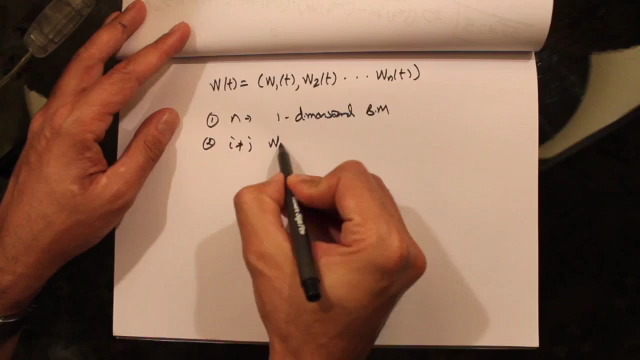 W(t) = (W₁(t), W₂(t) . . . Wₙ(t))
① n → 1-dimensional B.M
② i≠j W